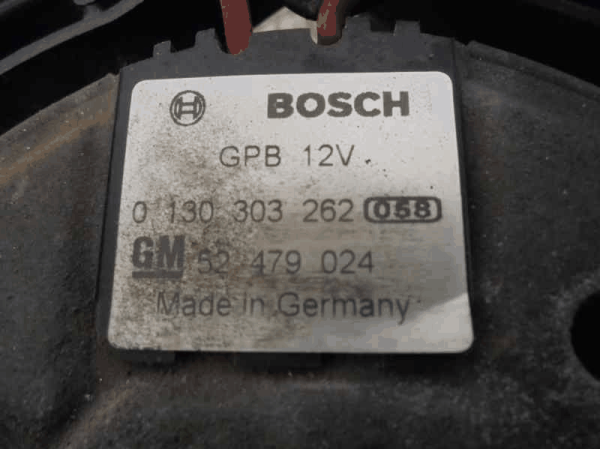 BOSCH
GPB 12V
0 130 303 262 058
GM 52 479 024
Made in Germany